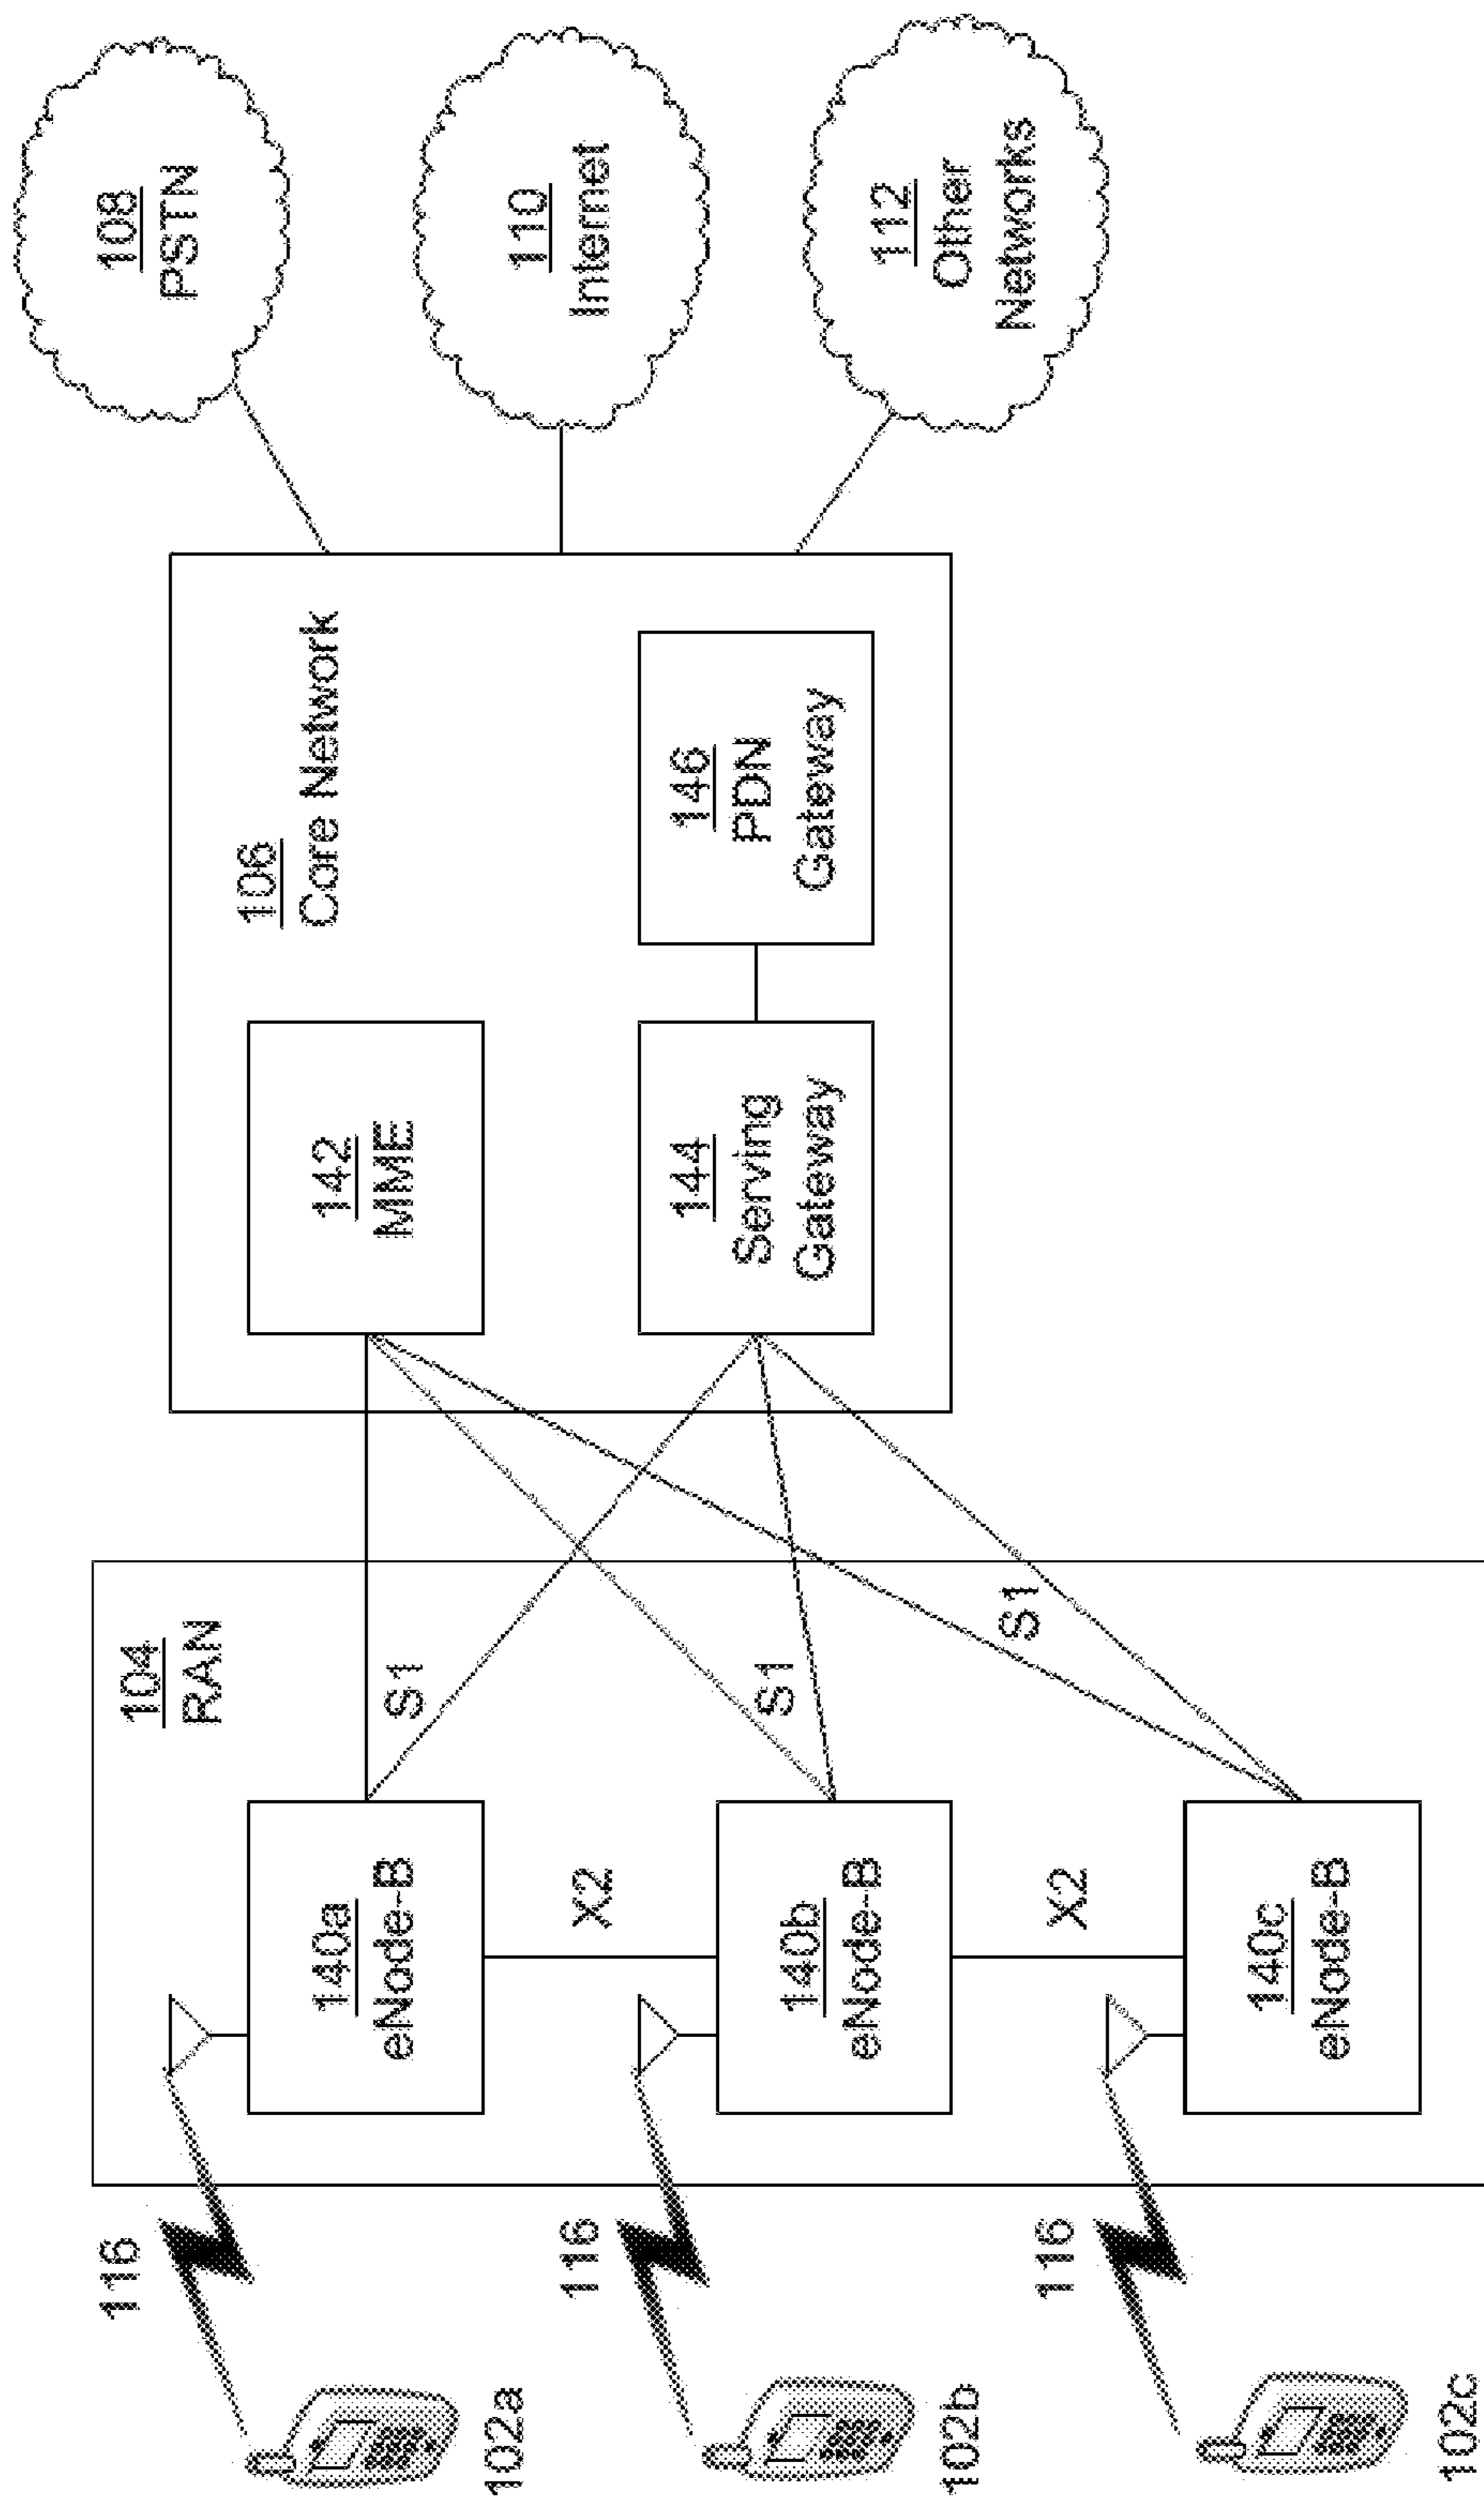 116
102a
116
102b
116
102c
104
RAN
140a
eNode-B
X2
140b
eNode-B
X2
140c
eNode-B
S1
S1
S1
106
Core Network
142
MME
144
Serving
Gateway
146
PDN
Gateway
108
PSTN
110
Internet
112
Other
Networks